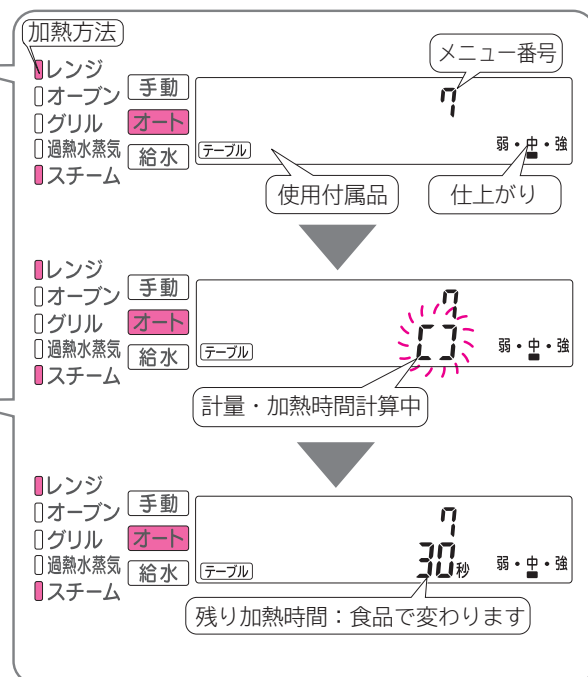 加熱方法
レンジ
オーブン
グリル
過熱水蒸気
スチーム
手動
オート
給水
メニュー番号
7
テーブル
弱・中・強
使用付属品
仕上がり
レンジ
オーブン
グリル
過熱水蒸気
スチーム
手動
オート
給水
7
テーブル
弱・中・強
計量・加熱時間計算中
レンジ
オーブン
グリル
過熱水蒸気
スチーム
手動
オート
給水
7
30秒
テーブル
弱・中・強
残り加熱時間：食品で変わります